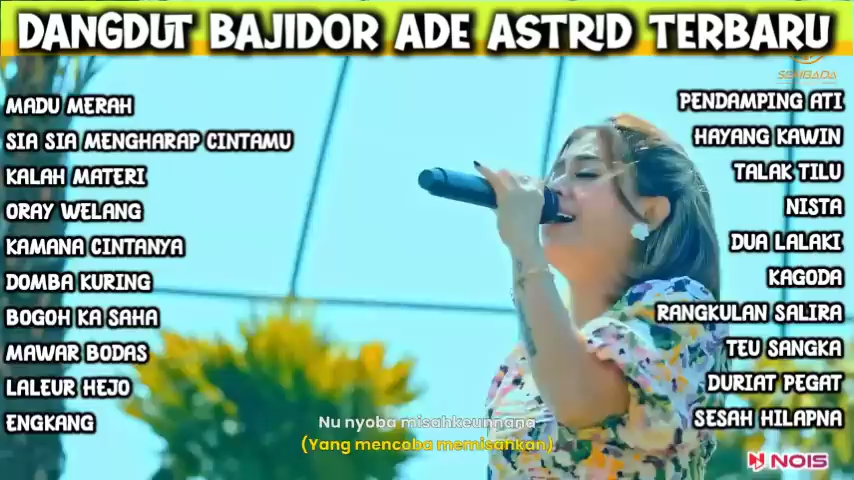 DANGDUT BAJIDOR ADE ASTRID TERBARU
SEMBADA
MADU MERAH
SIA SIA MENGHARAP CINTAMU
KALAH MATERI
ORAY WELANG
KAMANA CINTANYA
DOMBA KURING
BOGOH KA SAHA
MAWAR BODAS
LALEUR HEJO
ENGKANG
PENDAMPING ATI
HAYANG KAWIN
TALAK TILU
NISTA
DUA LALAKI
KAGODA
RANGKULAN SALIRA
TEU SANGKA
DURIAT PEGAT
SESAH HILAPNA
Nu nyoba misahkeunnana
(Yang mencoba memisahkan)
NOIS